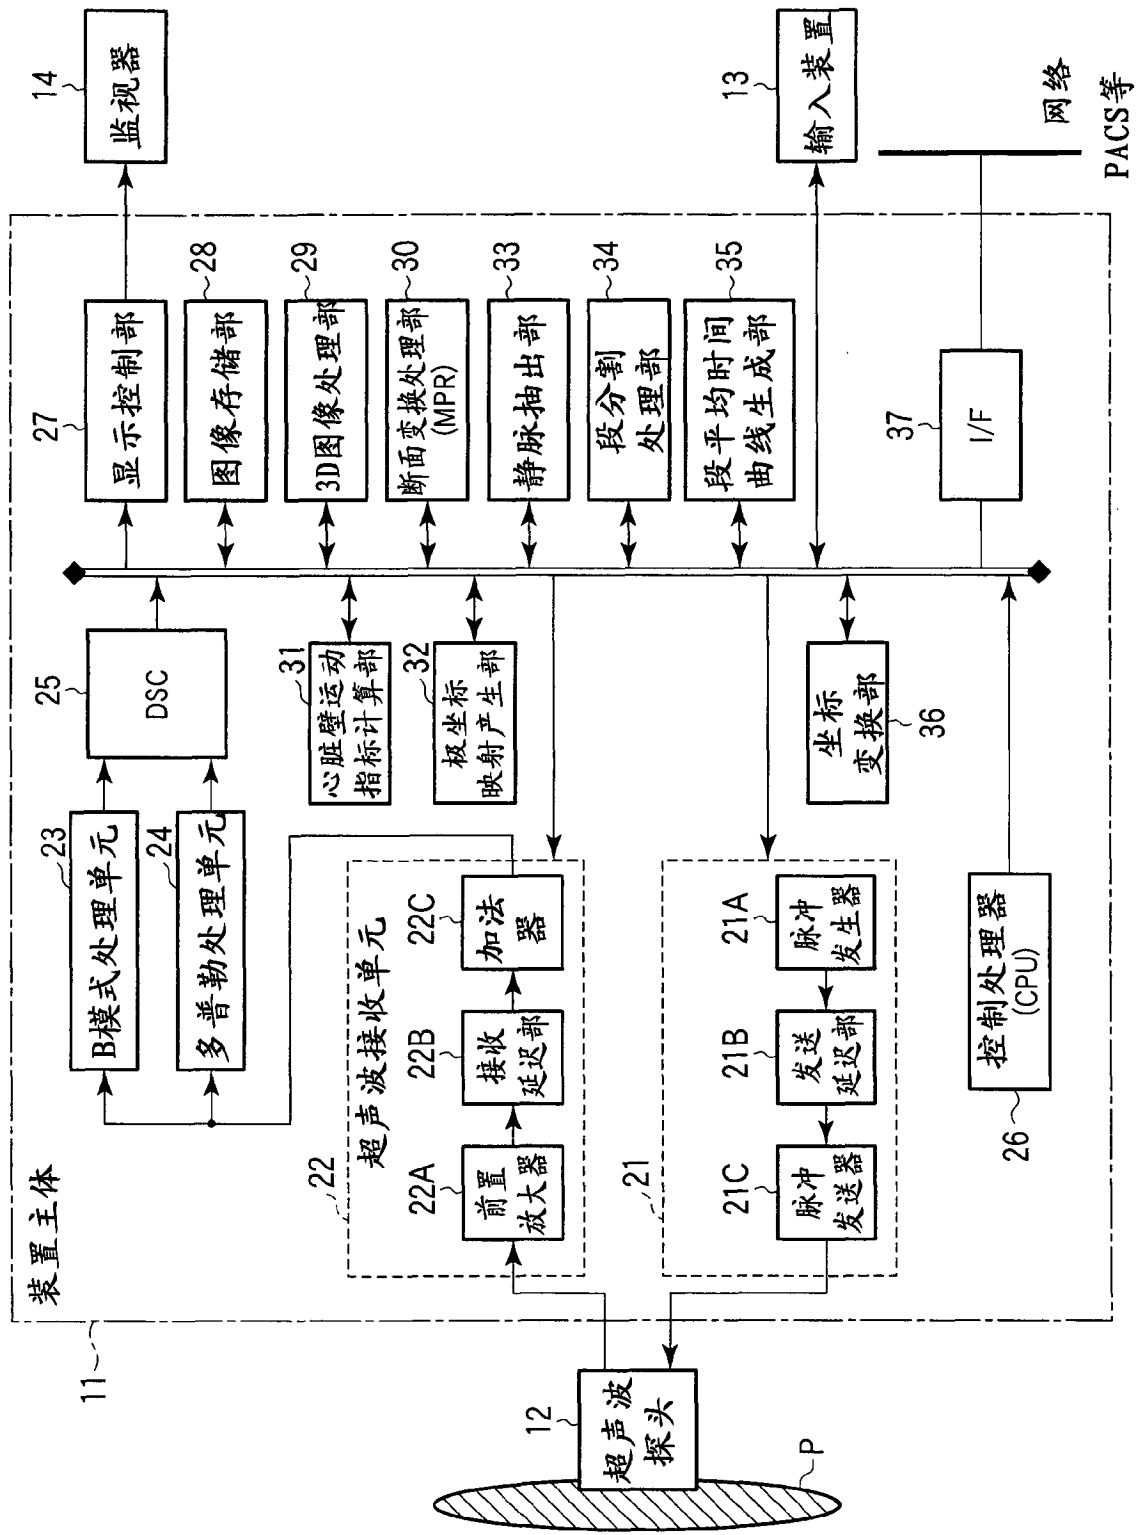 装置主体
11
P
12
超声波
探头
22
超声波接收单元
22A
前置
放大器
22B
接收
延迟部
22C
加法
器
21
21C
脉冲
发送器
21B
发送
延迟部
21A
脉冲
发生器
26
控制处理器
(CPU)
23
B模式处理单元
24
多普勒处理单元
25
DSC
31
心脏壁运动
指标计算部
32
极坐标
映射产生部
36
坐标
变换部
27
显示控制部
28
图像存储部
29
3D图像处理部
30
断面变换处理部
(MPR)
33
静脉抽出部
34
段分割
处理部
35
段平均时间
曲线生成部
37
I/F
14
监视器
13
输入装置
网络
PACS等